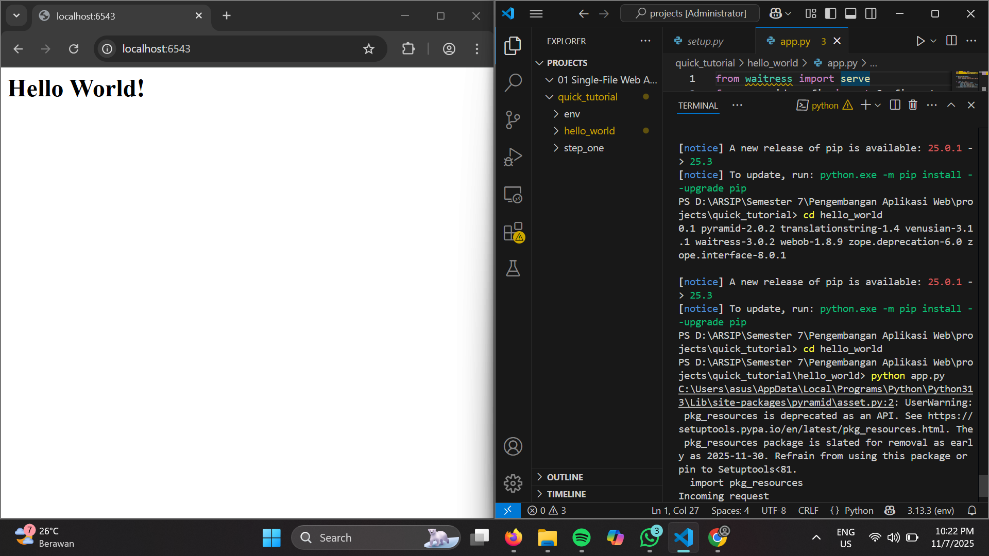 localhost:6543
localhost:6543
Hello World!
projects [Administrator]
EXPLORER
PROJECTS
01 Single-File Web A...
quick_tutorial
env
hello_world
step_one
OUTLINE
TIMELINE
setup.py
app.py 3
quick_tutorial > hello_world > app.py > ...
1 from waitress import serve
TERMINAL
python
[notice] A new release of pip is available: 25.0.1 -
> 25.3
[notice] To update, run: python.exe -m pip install -
-upgrade pip
PS D:\ARSIP\Semester 7\Pengembangan Aplikasi Web\pro
jects\quick_tutorial> cd hello_world
0.1 pyramid-2.0.2 translationstring-1.4 venusian-3.1
.1 waitress-3.0.2 webob-1.8.9 zope.deprecation-6.0 z
ope.interface-8.0.1
[notice] A new release of pip is available: 25.0.1 -
> 25.3
[notice] To update, run: python.exe -m pip install -
-upgrade pip
PS D:\ARSIP\Semester 7\Pengembangan Aplikasi Web\pro
jects\quick_tutorial> cd hello_world
PS D:\ARSIP\Semester 7\Pengembangan Aplikasi Web\pro
jects\quick_tutorial\hello_world> python app.py
C:\Users\asus\AppData\Local\Programs\Python\Python31
3\Lib\site-packages\pyramid\asset.py:2: UserWarning:
pkg_resources is deprecated as an API. See https://
setuptools.pypa.io/en/latest/pkg_resources.html. The
pkg_resources package is slated for removal as earl
y as 2025-11-30. Refrain from using this package or
pin to Setuptools<81.
import pkg_resources
Incoming request
0 3 Ln 1, Col 27 Spaces: 4 UTF-8 CRLF {} Python 3.13.3 (env)
26°C
Berawan
Search
3
ENG
US
10:22 PM
11/7/2025